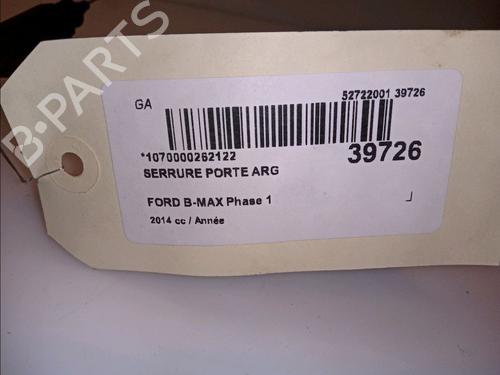 B-PARTS
GA
52722001 39726
*1070000262122
39726
SERRURE PORTE ARG
FORD B-MAX Phase 1
2014 cc / Année